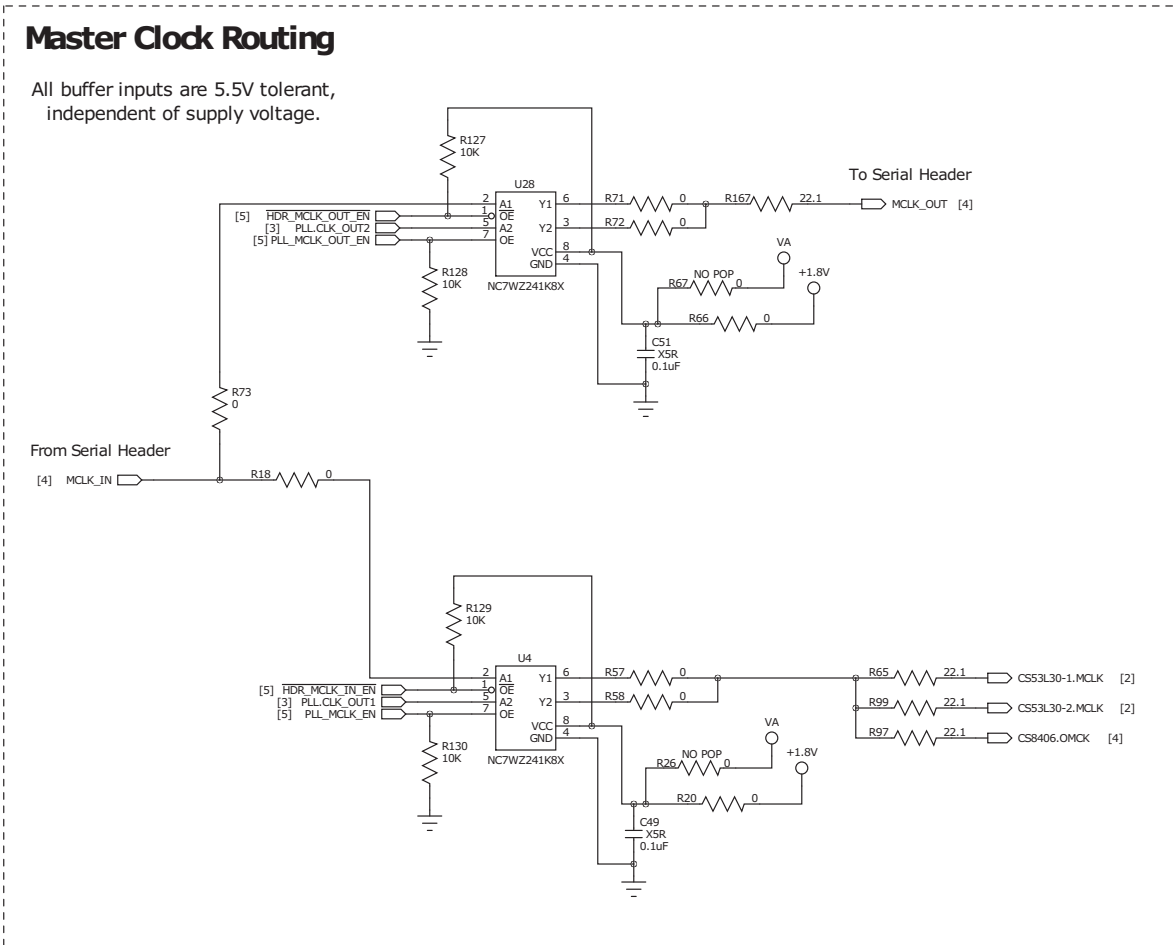 Master Clock Routing
All buffer inputs are 5.5V tolerant,
independent of supply voltage.
R127
10K
U28
To Serial Header
2 A1 Y1 6 R71 0 R167 22.1 MCLK_OUT [4]
[5] HDR_MCLK_OUT_EN 1 OE
[3] PLL.CLK_OUT2 5 A2 Y2 3 R72 0
[5] PLL_MCLK_OUT_EN 7 OE
VCC 8
GND 4
NC7WZ241K8X
R128
10K
VA
+1.8V
R67 NO POP 0
R66 0
C51
X5R
0.1uF
R73
0
From Serial Header
[4] MCLK_IN R18 0
R129
10K
U4
2 A1 Y1 6 R57 0 R65 22.1 CS53L30-1.MCLK [2]
[5] HDR_MCLK_IN_EN 1 OE
[3] PLL.CLK_OUT1 5 A2 Y2 3 R58 0 R99 22.1 CS53L30-2.MCLK [2]
[5] PLL_MCLK_EN 7 OE
VCC 8
GND 4
R97 22.1 CS8406.OMCK [4]
NC7WZ241K8X
R130
10K
VA
+1.8V
R26 NO POP 0
R20 0
C49
X5R
0.1uF